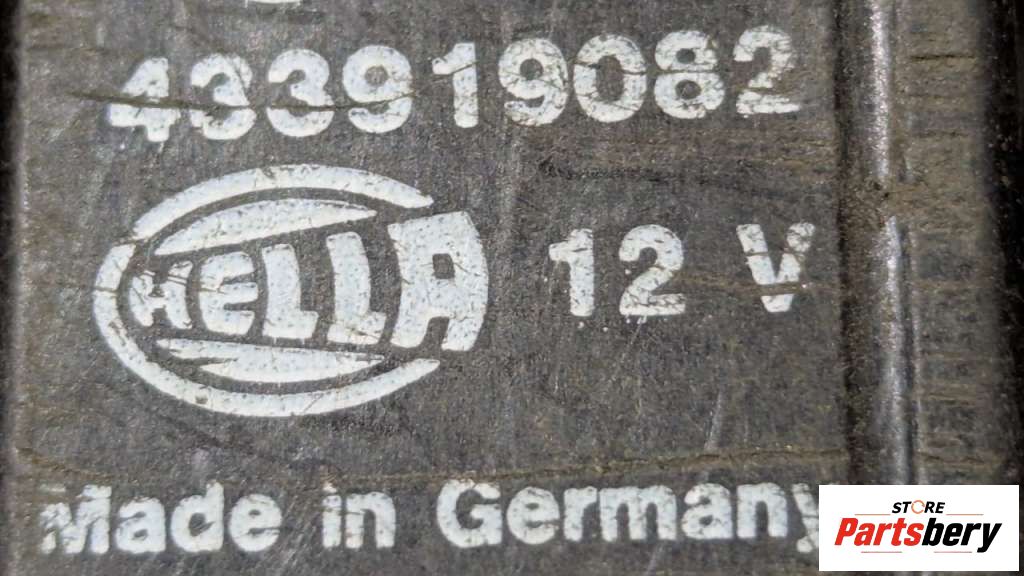 433919082
HELLA 12 V
Made in Germany
STORE
Partsbery